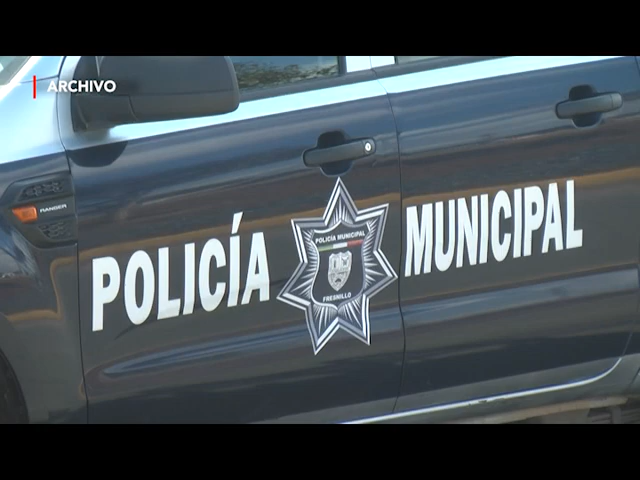 ARCHIVO
RANGER
POLICÍA MUNICIPAL
POLICIA MUNICIPAL
FRESNILLO